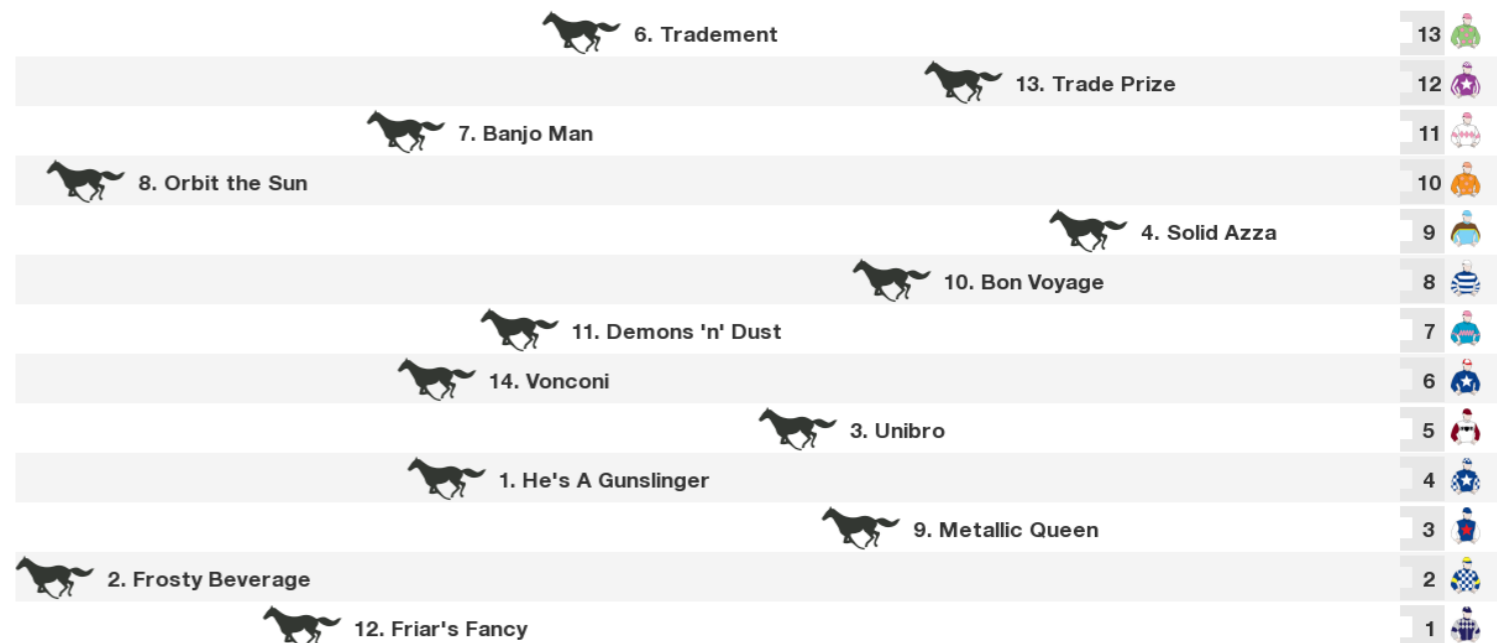 6. Tradement 13
13. Trade Prize 12
7. Banjo Man 11
8. Orbit the Sun 10
4. Solid Azza 9
10. Bon Voyage 8
11. Demons 'n' Dust 7
14. Vonconi 6
3. Unibro 5
1. He's A Gunslinger 4
9. Metallic Queen 3
2. Frosty Beverage 2
12. Friar's Fancy 1